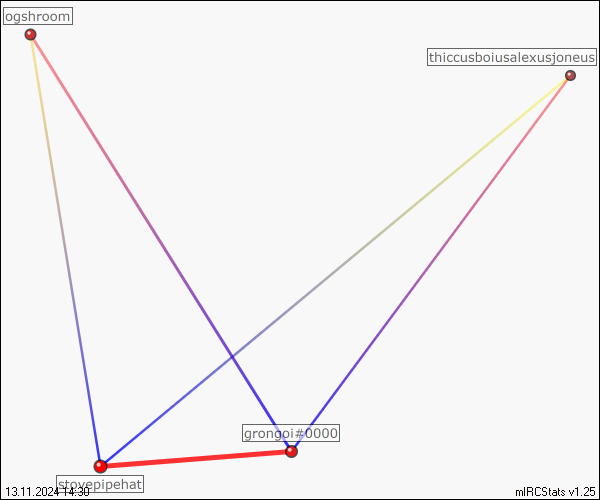 ogshroom
thiccusboiusalexusjoneus
grongoi#0000
stovepipehat
13.11.2024 14:30
mIRCStats v1.25